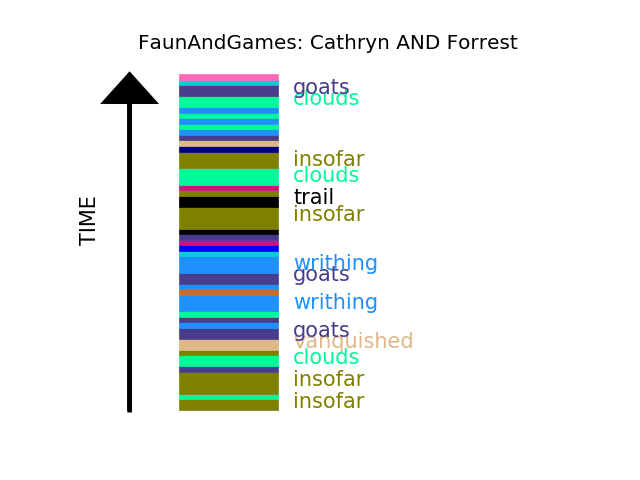 FaunAndGames: Cathryn AND Forrest
TIME
goats
clouds
insofar
clouds
trail
insofar
writhing
goats
writhing
goats
vanquished
clouds
insofar
insofar